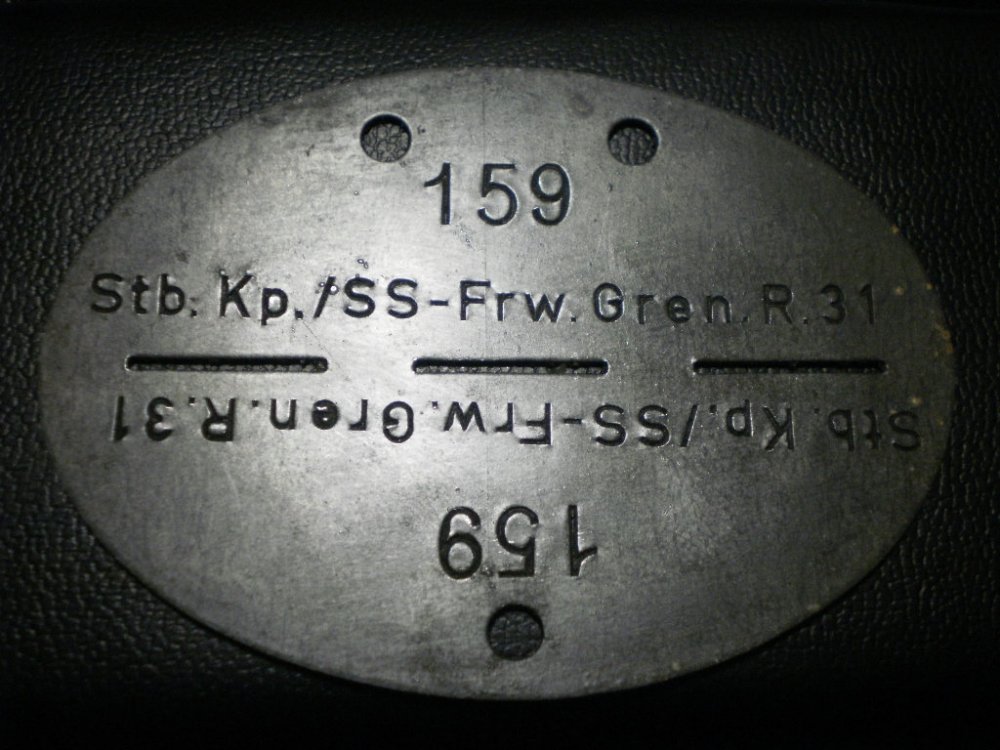 159
Stb. Kp./SS-Frw. Gren. R. 31
Stb. Kp./SS-Frw. Gren. R. 31
159